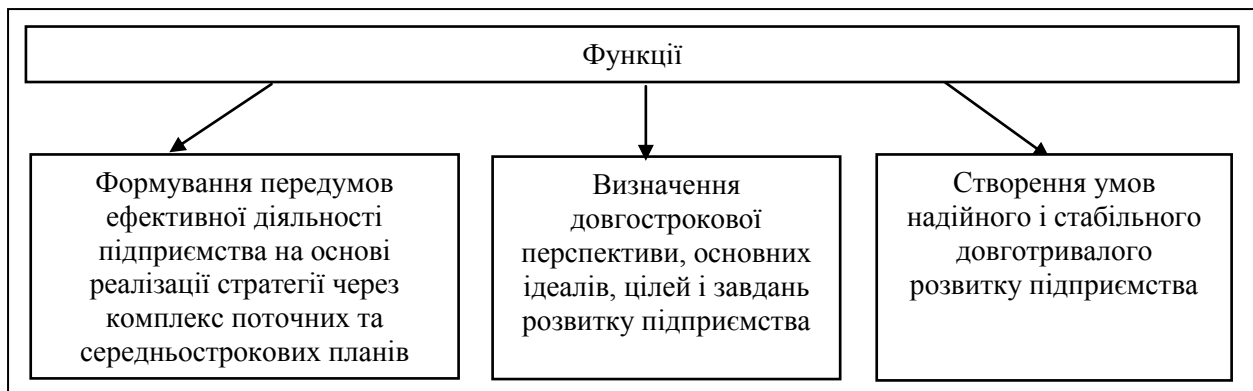 Функції
Формування передумов
ефективної діяльності
підприємства на основі
реалізації стратегії через
комплекс поточних та
середньострокових планів
Визначення
довгострокової
перспективи, основних
ідеалів, цілей і завдань
розвитку підприємства
Створення умов
надійного і стабільного
довготривалого
розвитку підприємства